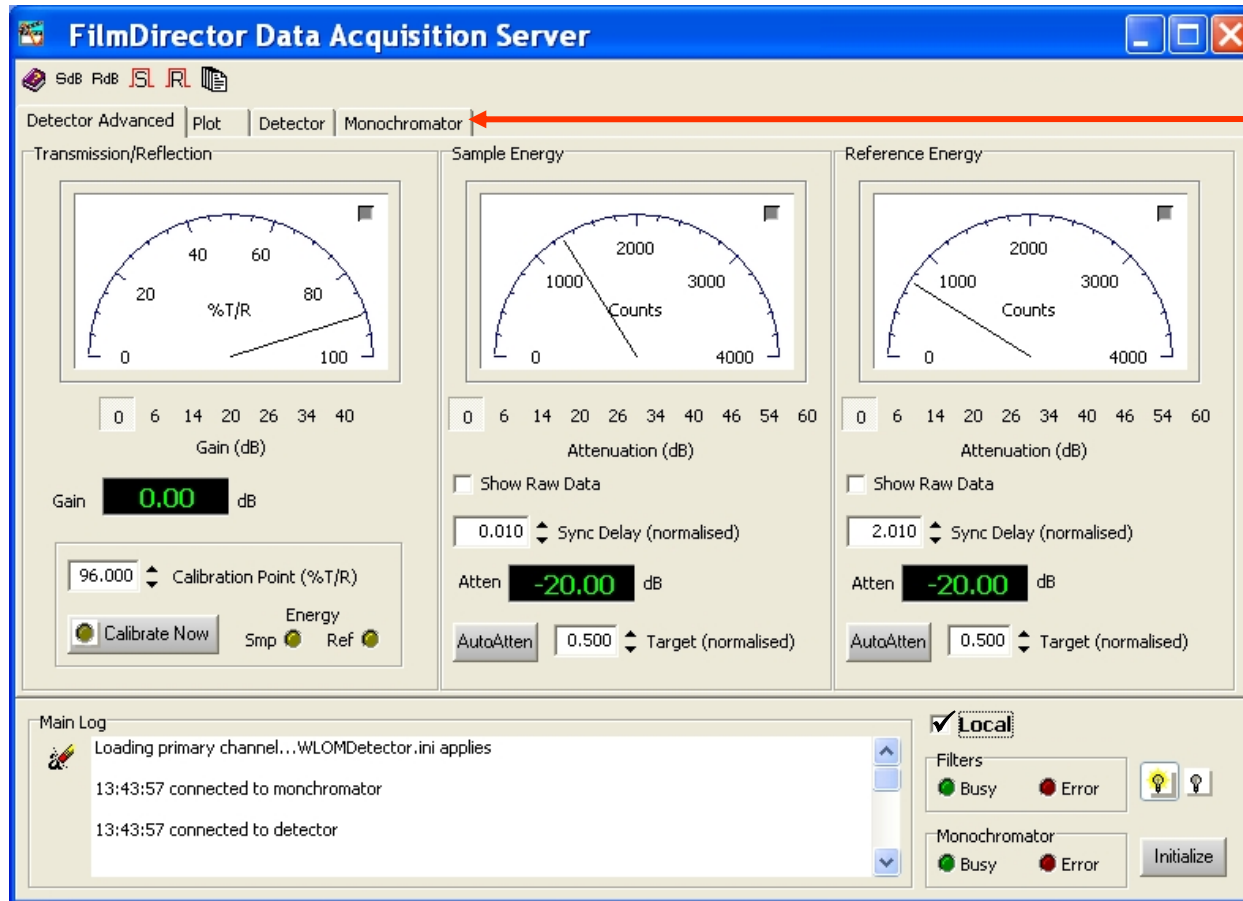 FilmDirector Data Acquisition Server
SdB RdB SL RL
Detector Advanced Plot Detector Monochromator
Transmission/Reflection
0 20 40 60 80 100
%T/R
0 6 14 20 26 34 40
Gain (dB)
Gain 0.00 dB
96.000 Calibration Point (%T/R)
Calibrate Now
Energy
Smp Ref
Sample Energy
0 1000 2000 3000 4000
Counts
0 6 14 20 26 34 40 46 54 60
Attenuation (dB)
Show Raw Data
0.010 Sync Delay (normalised)
Atten -20.00 dB
AutoAtten 0.500 Target (normalised)
Reference Energy
0 1000 2000 3000 4000
Counts
0 6 14 20 26 34 40 46 54 60
Attenuation (dB)
Show Raw Data
2.010 Sync Delay (normalised)
Atten -20.00 dB
AutoAtten 0.500 Target (normalised)
Main Log
Loading primary channel...WLOMDetector.ini applies
13:43:57 connected to monchromator
13:43:57 connected to detector
Local
Filters
Busy Error
Monochromator
Busy Error
Initialize